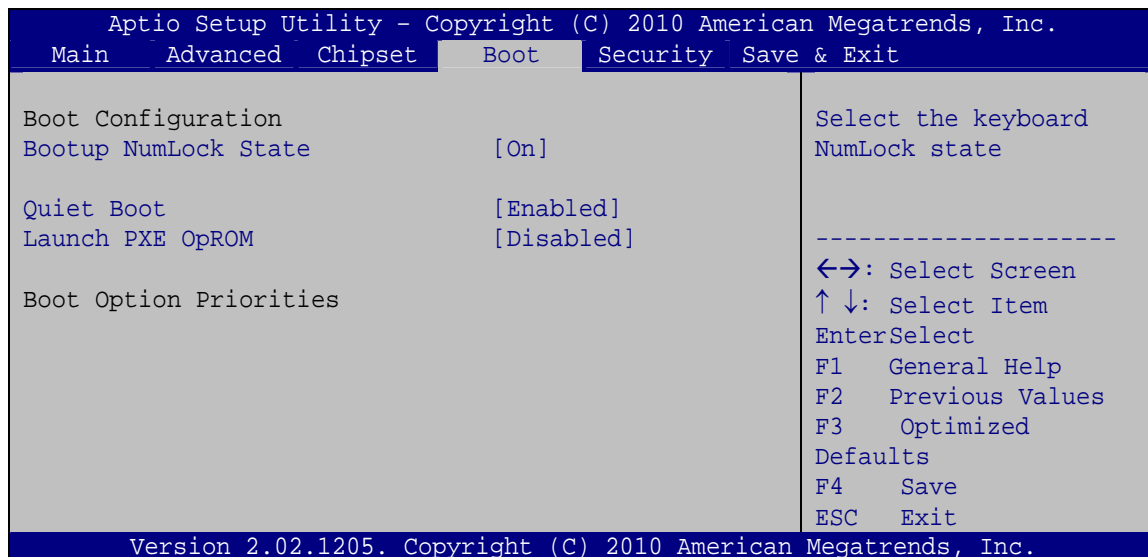 Aptio Setup Utility – Copyright (C) 2010 American Megatrends, Inc.
Main Advanced Chipset Boot Security Save & Exit
Boot Configuration
Bootup NumLock State [On]
Quiet Boot [Enabled]
Launch PXE OpROM [Disabled]
Boot Option Priorities
Select the keyboard
NumLock state
---------------------
←→: Select Screen
↑ ↓: Select Item
EnterSelect
F1 General Help
F2 Previous Values
F3 Optimized
Defaults
F4 Save
ESC Exit
Version 2.02.1205. Copyright (C) 2010 American Megatrends, Inc.